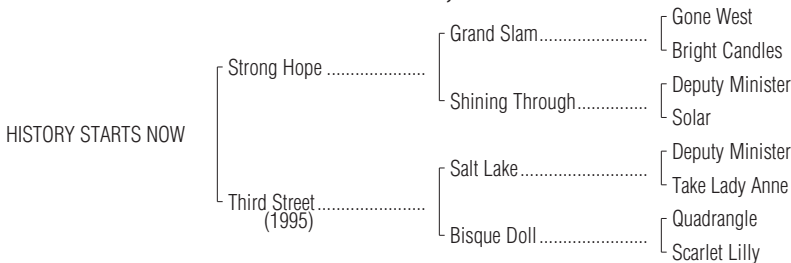 Gone West
Grand Slam......................
Bright Candles
Strong Hope ....................
Deputy Minister
Shining Through..............
Solar
HISTORY STARTS NOW
Deputy Minister
Salt Lake..........................
Take Lady Anne
Third Street......................
(1995)
Quadrangle
Bisque Doll......................
Scarlet Lilly